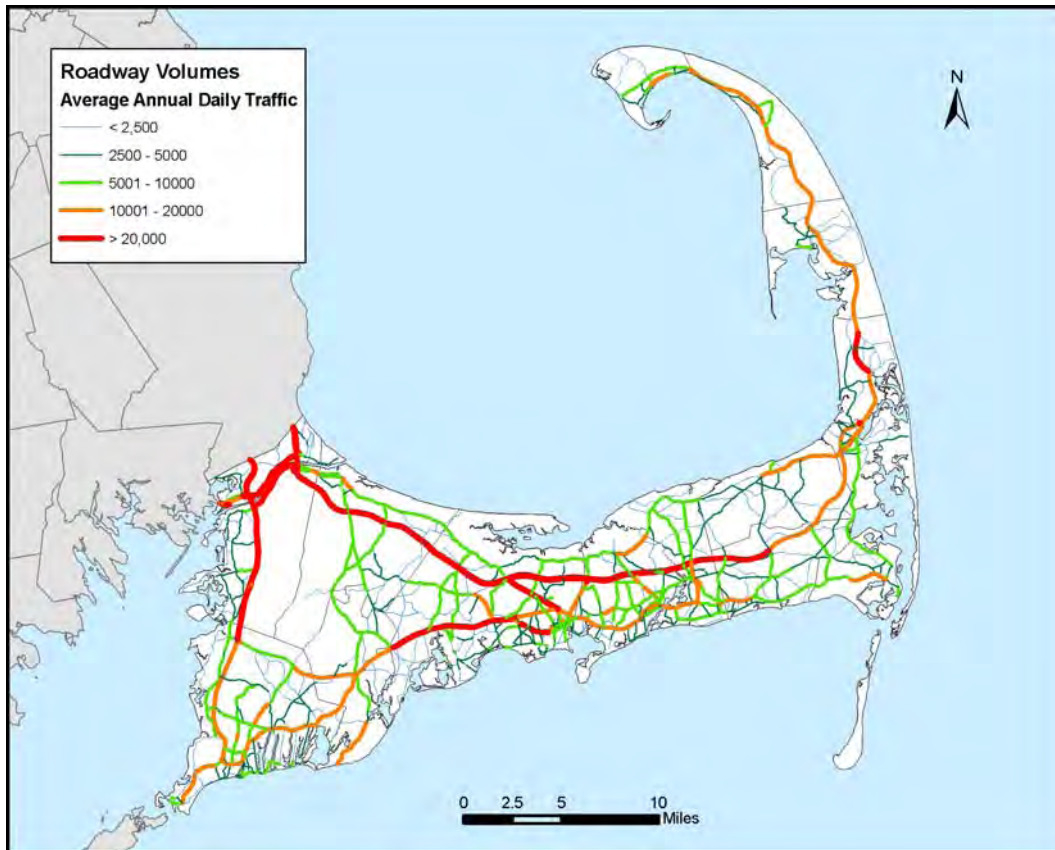 Roadway Volumes
Average Annual Daily Traffic
< 2,500
2500 - 5000
5001 - 10000
10001 - 20000
> 20,000
N
0 2.5 5 10
Miles